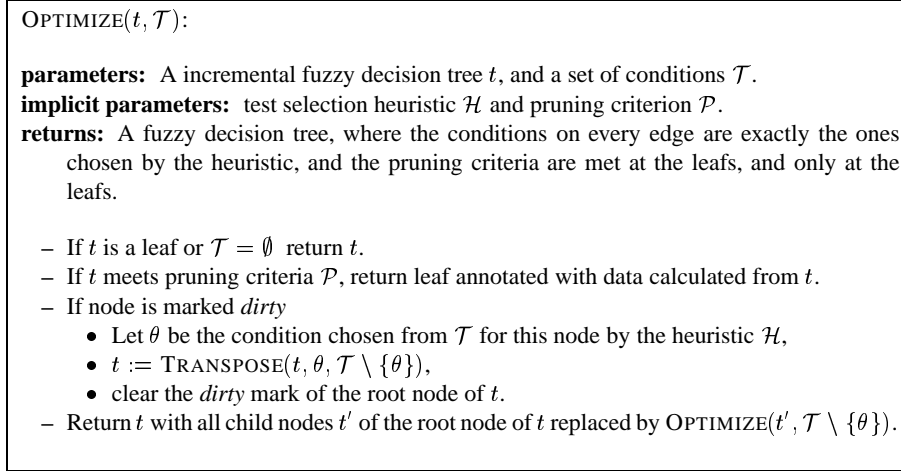 OPTIMIZE(t, 𝒯):
parameters: A incremental fuzzy decision tree t, and a set of conditions 𝒯.
implicit parameters: test selection heuristic ℋ and pruning criterion 𝒫.
returns: A fuzzy decision tree, where the conditions on every edge are exactly the ones
chosen by the heuristic, and the pruning criteria are met at the leafs, and only at the
leafs.
– If t is a leaf or 𝒯 = ∅ return t.
– If t meets pruning criteria 𝒫, return leaf annotated with data calculated from t.
– If node is marked dirty
• Let θ be the condition chosen from 𝒯 for this node by the heuristic ℋ,
• t := TRANSPOSE(t, θ, 𝒯 \ {θ}),
• clear the dirty mark of the root node of t.
– Return t with all child nodes t′ of the root node of t replaced by OPTIMIZE(t′, 𝒯 \ {θ}).